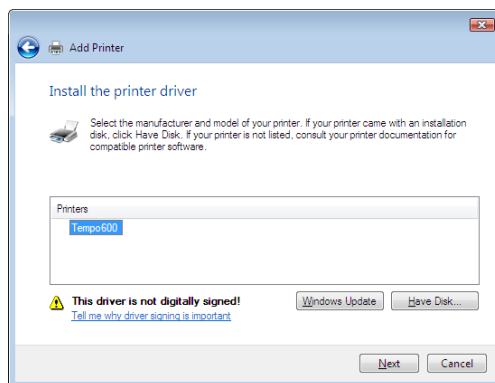 Add Printer
Install the printer driver
Select the manufacturer and model of your printer. If your printer came with an installation
disk, click Have Disk. If your printer is not listed, consult your printer documentation for
compatible printer software.
Printers
Tempo600
This driver is not digitally signed!
Windows Update
Have Disk...
Tell me why driver signing is important
Next
Cancel